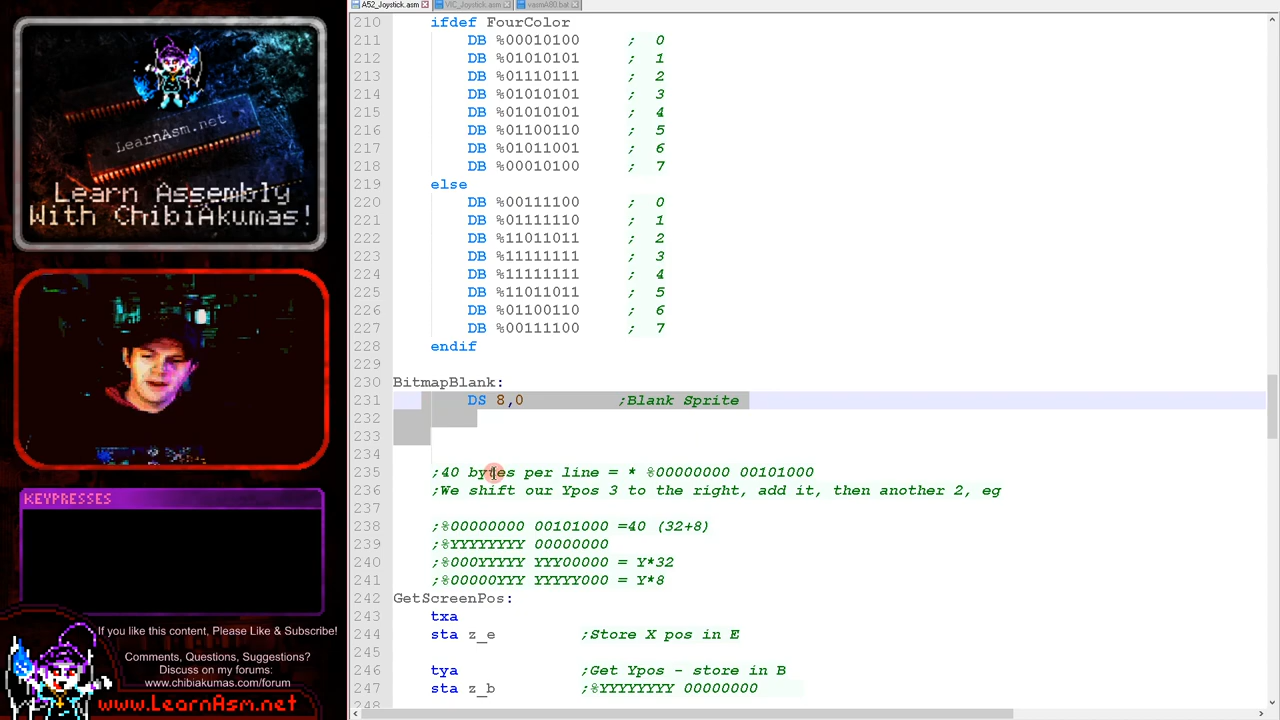 A52_Joystick.asm VIC_Joystick.asm vasmA80.bat
210 ifdef FourColor
211 DB %00010100 ; 0
212 DB %01010101 ; 1
213 DB %01110111 ; 2
214 DB %01010101 ; 3
215 DB %01010101 ; 4
216 DB %01100110 ; 5
217 DB %01011001 ; 6
218 DB %00010100 ; 7
219 else
220 DB %00111100 ; 0
221 DB %01111110 ; 1
222 DB %11011011 ; 2
223 DB %11111111 ; 3
224 DB %11111111 ; 4
225 DB %11011011 ; 5
226 DB %01100110 ; 6
227 DB %00111100 ; 7
228 endif
229
230 BitmapBlank:
231 DS 8,0 ;Blank Sprite
232
233
234
235 ;40 bytes per line = * %00000000 00101000
236 ;We shift our Ypos 3 to the right, add it, then another 2, eg
237
238 ;%00000000 00101000 =40 (32+8)
239 ;%YYYYYYYY 00000000
240 ;%000YYYYY YYY00000 = Y*32
241 ;%00000YYY YYYYY000 = Y*8
242 GetScreenPos:
243 txa
244 sta z_e ;Store X pos in E
245
246 tya ;Get Ypos - store in B
247 sta z_b ;%YYYYYYYY 00000000
248
LearnAsm.net
Learn Assembly
With ChibiAkumas!
KEYPRESSES
If you like this content, Please Like & Subscribe!
Comments, Questions, Suggestions?
Discuss on my forums:
www.chibiakumas.com/forum
www.LearnAsm.net